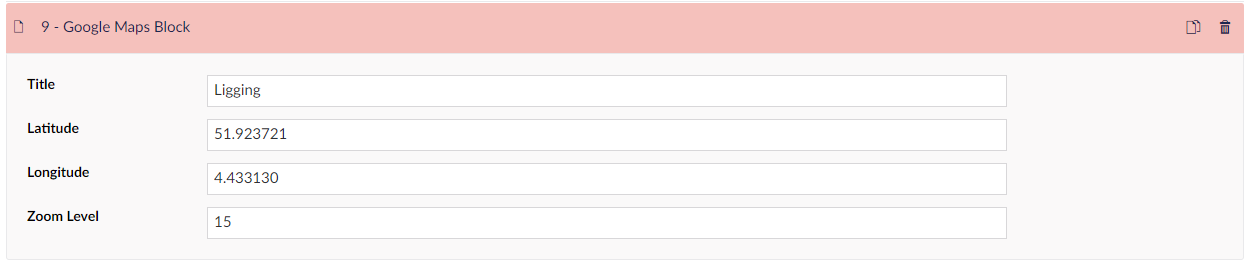 9 - Google Maps Block
Title
Ligging
Latitude
51.923721
Longitude
4.433130
Zoom Level
15